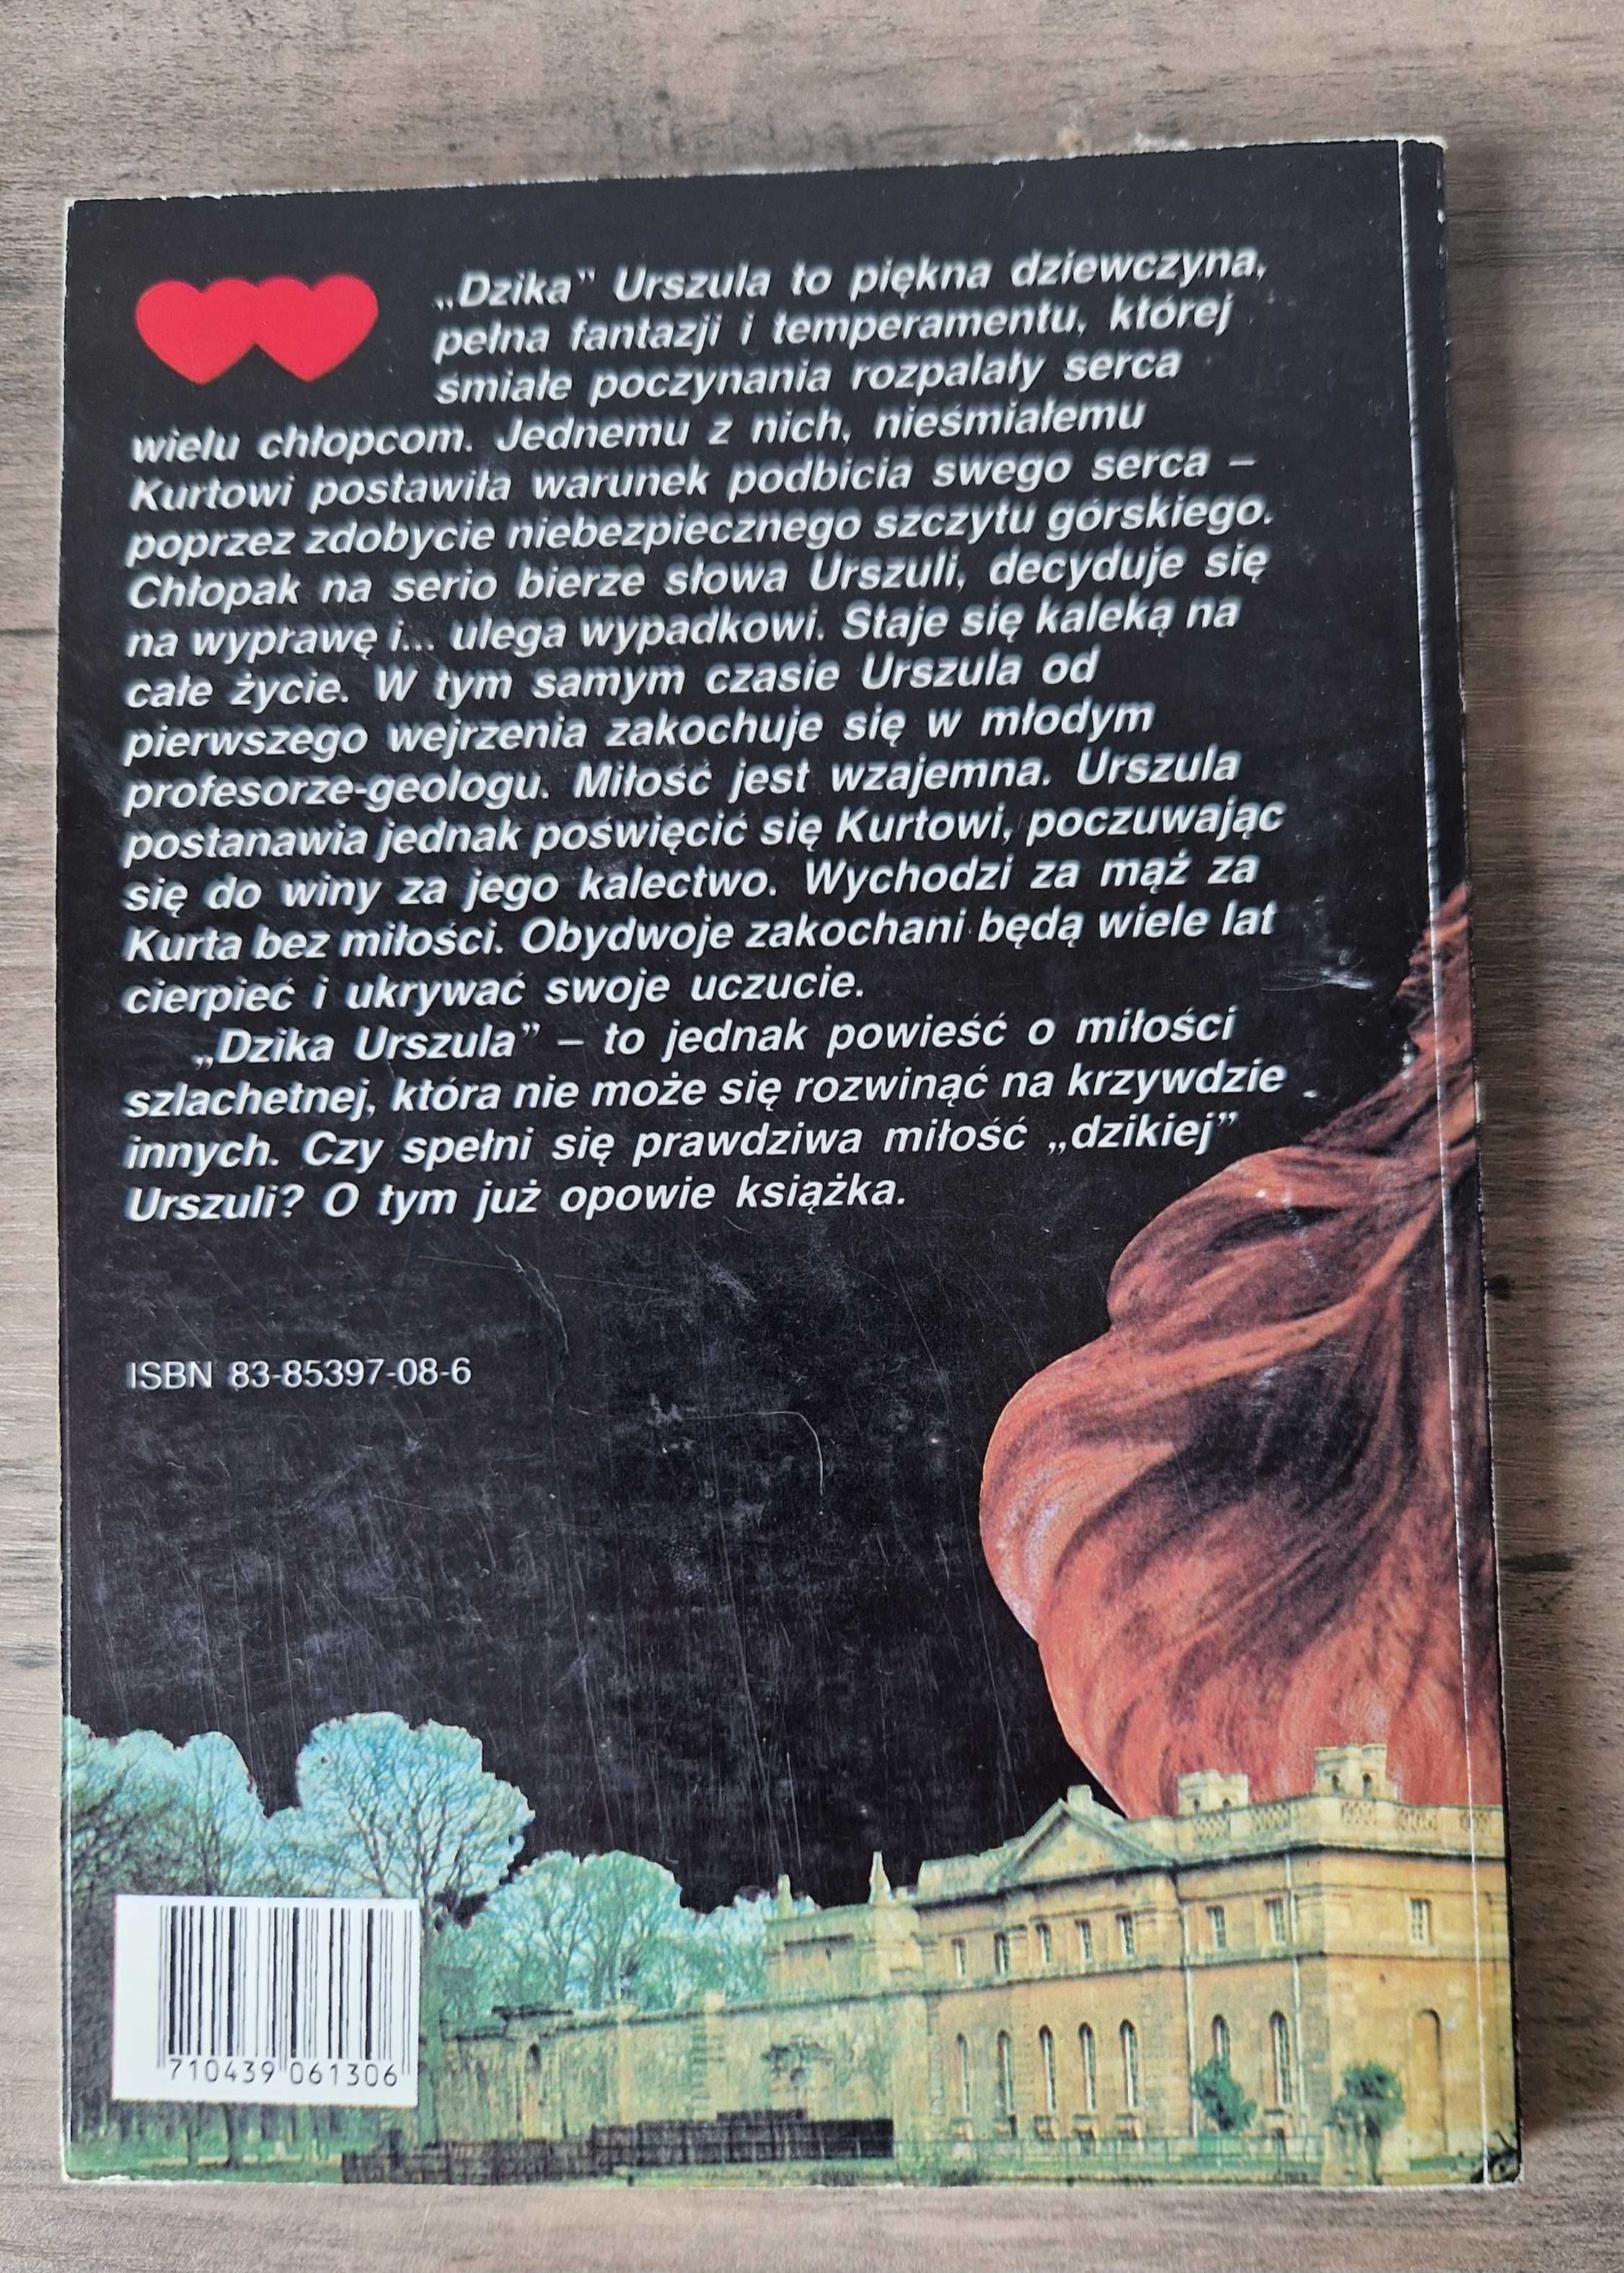 „Dzika” Urszula to piękna dziewczyna,
pełna fantazji i temperamentu, której
śmiałe poczynania rozpalały serca
wielu chłopcom. Jednemu z nich, nieśmiałemu
Kurtowi postawiła warunek podbicia swego serca –
poprzez zdobycie niebezpiecznego szczytu górskiego.
Chłopak na serio bierze słowa Urszuli, decyduje się
na wyprawę i... ulega wypadkowi. Staje się kaleką na
całe życie. W tym samym czasie Urszula od
pierwszego wejrzenia zakochuje się w młodym
profesorze-geologu. Miłość jest wzajemna. Urszula
postanawia jednak poświęcić się Kurtowi, poczuwając
się do winy za jego kalectwo. Wychodzi za mąż za
Kurta bez miłości. Obydwoje zakochani będą wiele lat
cierpieć i ukrywać swoje uczucie.
„Dzika Urszula” – to jednak powieść o miłości
szlachetnej, która nie może się rozwinąć na krzywdzie
innych. Czy spełni się prawdziwa miłość „dzikiej”
Urszuli? O tym już opowie książka.
ISBN 83-85397-08-6
710439 061306